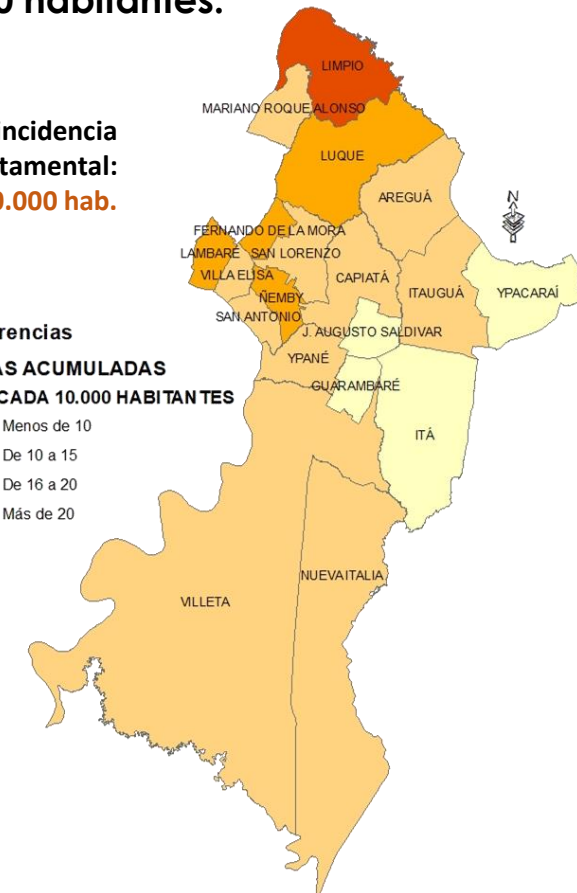 0 habitantes.
incidencia
tamental:
0.000 hab.
N
LIMPIO
MARIANO ROQUE ALONSO
LUQUE
AREGUÁ
FERNANDO DE LA MORA
LAMBARÉ
SAN LORENZO
VILLA ELISA
CAPIATÁ
ITAUGUÁ
YPACARAÍ
ÑEMBY
SAN ANTONIO
J. AUGUSTO SALDIVAR
YPANÉ
GUARAMBARÉ
ITÁ
rencias
AS ACUMULADAS
CADA 10.000 HABITANTES
Menos de 10
De 10 a 15
De 16 a 20
Más de 20
VILLETA
NUEVA ITALIA